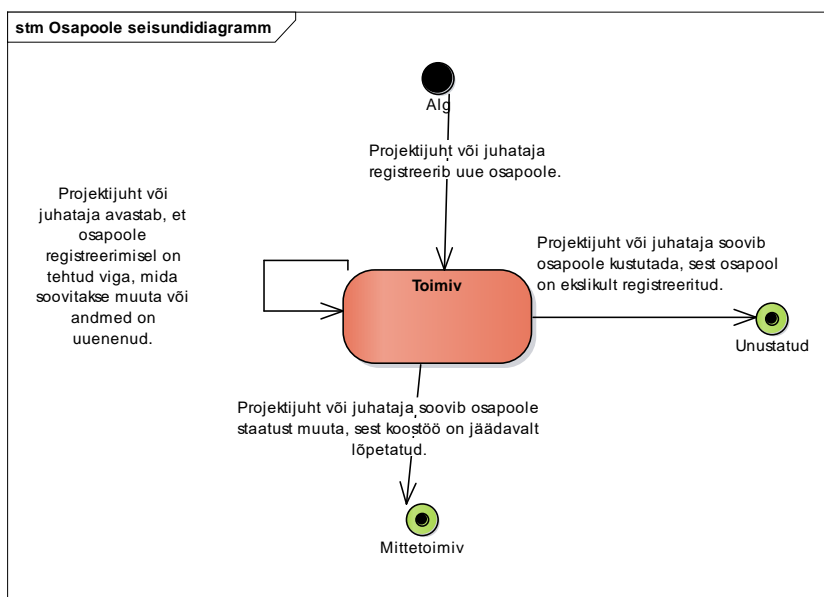 stm Osapoole seisundidiagramm
Alg
Projektijuht või juhataja
registreerib uue osapoole.
Projektijuht või
juhataja avastab, et
osapoole
registreerimisel on
tehtud viga, mida
soovitakse muuta või
andmed on
uuenenud.
Toimiv
Projektijuht või juhataja soovib
osapoole kustutada, sest osapool
on ekslikult registreeritud.
Unustatud
Projektijuht või juhataja soovib osapoole
staatust muuta, sest koostöö on jäädavalt
lõpetatud.
Mittetoimiv